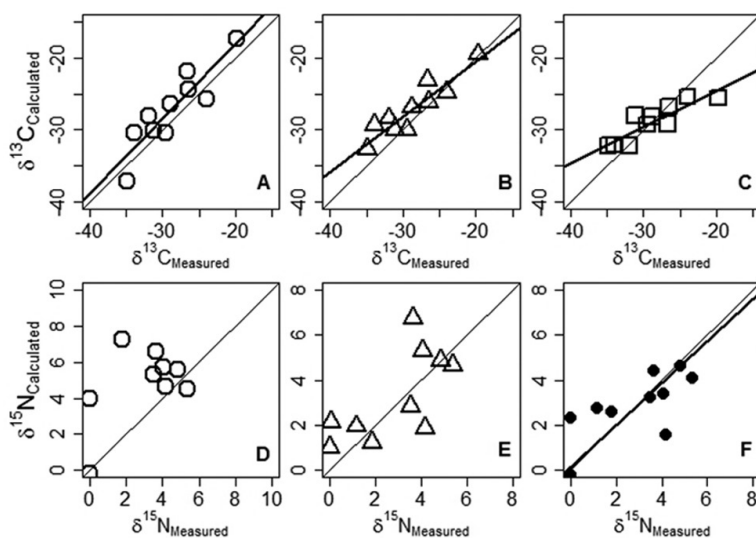 δ13CCalculated
-20
-30
-40
A
-40 -30 -20
δ13CMeasured
-20
-30
-40
B
-40 -30 -20
δ13CMeasured
-20
-30
-40
C
-40 -30 -20
δ13CMeasured
δ15NCalculated
10
8
6
4
2
0
D
0 2 4 6 8 10
δ15NMeasured
8
6
4
2
0
E
0 2 4 6 8
δ15NMeasured
8
6
4
2
0
F
0 2 4 6 8
δ15NMeasured